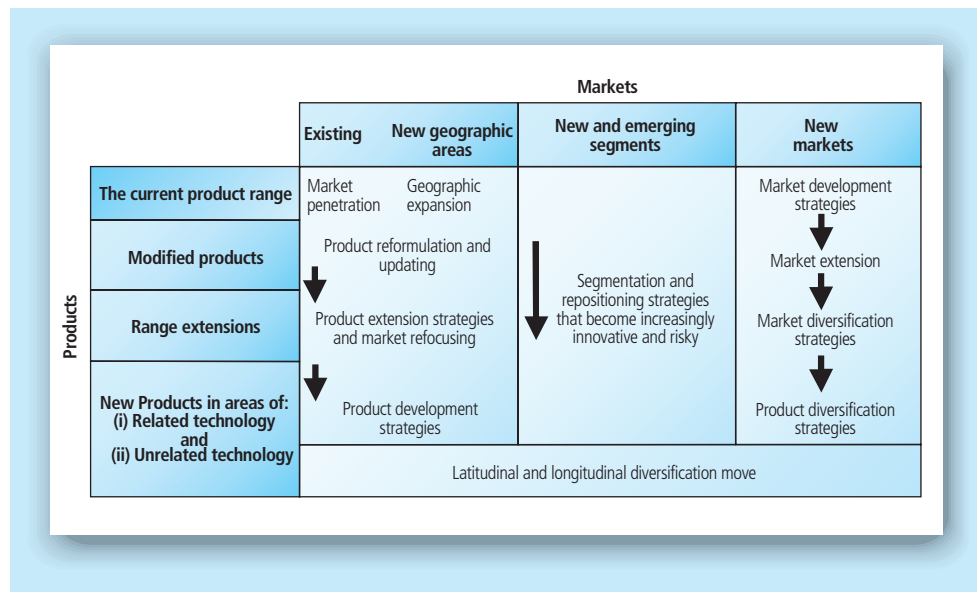 Markets
Existing
New geographic
areas
New and emerging
segments
New
markets
Products
The current product range
Market
penetration
Geographic
expansion
Market development
strategies
Modified products
Product reformulation and
updating
Market extension
Segmentation and
repositioning strategies
that become increasingly
innovative and risky
Range extensions
Product extension strategies
and market refocusing
Market diversification
strategies
New Products in areas of:
(i) Related technology
and
(ii) Unrelated technology
Product development
strategies
Product diversification
strategies
Latitudinal and longitudinal diversification move